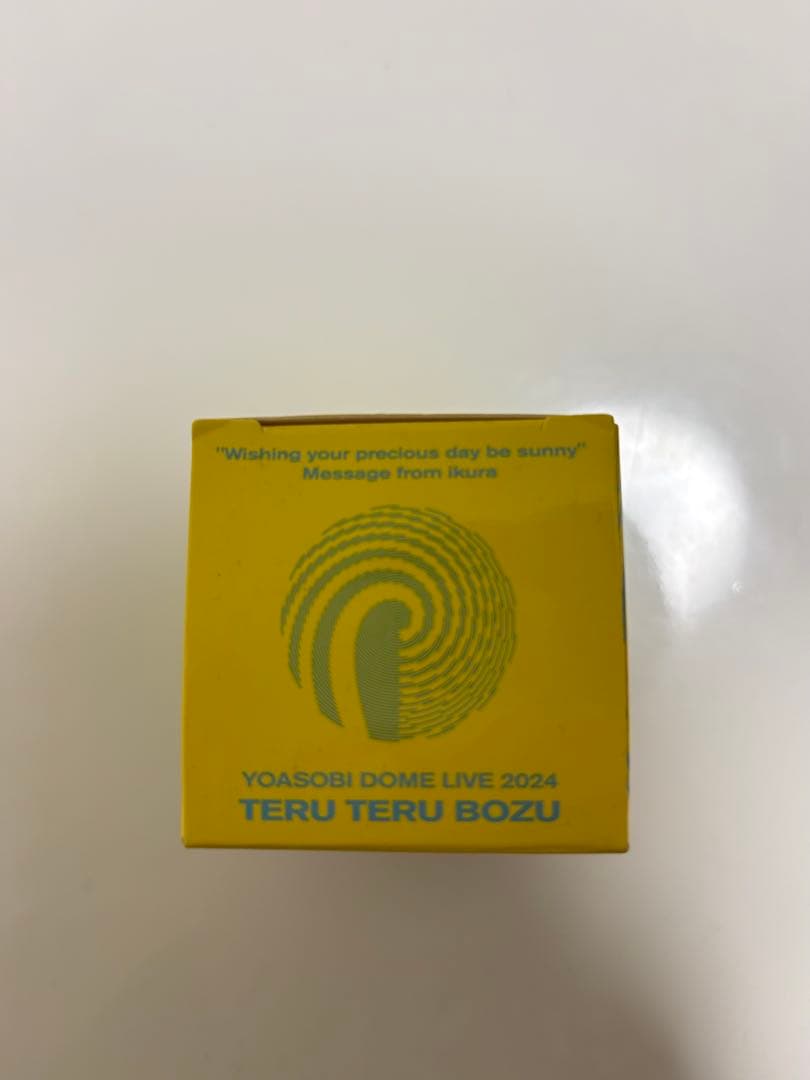 "Wishing your precious day be sunny"
Message from ikura
YOASOBI DOME LIVE 2024
TERU TERU BOZU